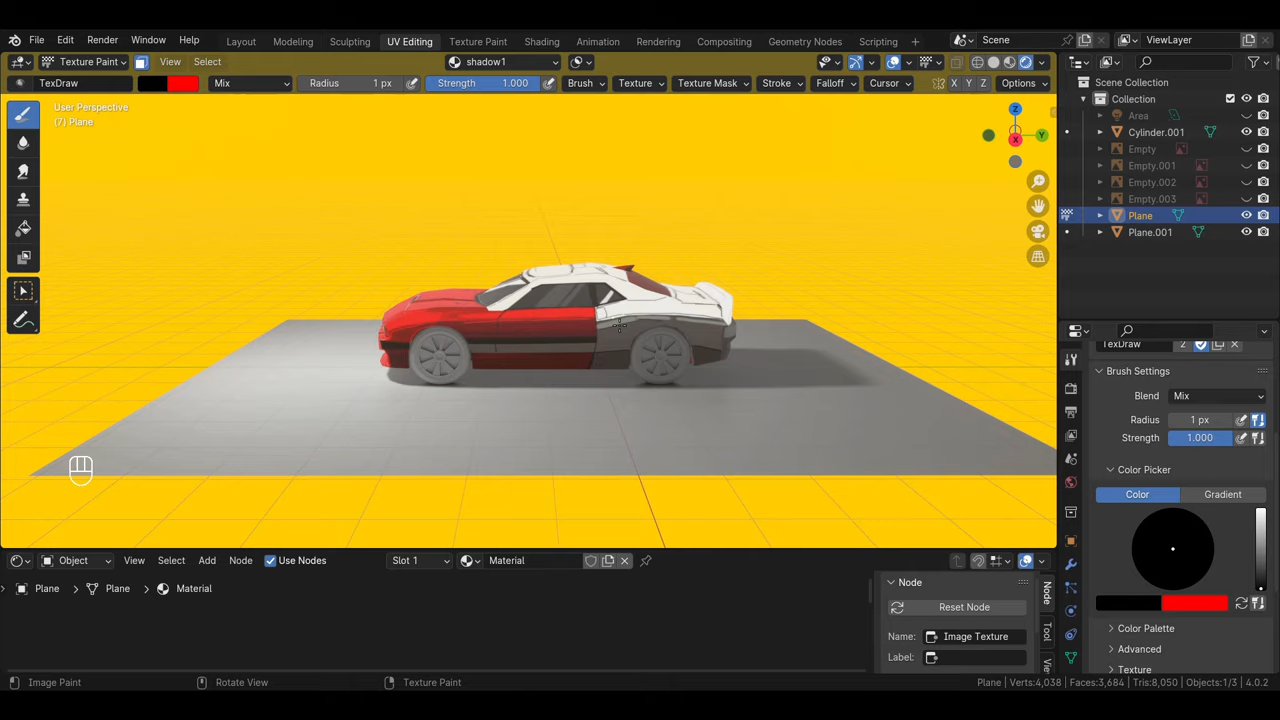 File Edit Render Window Help Layout Modeling Sculpting UV Editing Texture Paint Shading Animation Rendering Compositing Geometry Nodes Scripting + Scene ViewLayer
Texture Paint View Select shadow1
TexDraw Mix Radius 1 px Strength 1.000 Brush Texture Texture Mask Stroke Falloff Cursor X Y Z Options
Scene Collection
Collection
Area
Cylinder.001
Empty
Empty.001
Empty.002
Empty.003
Plane
Plane.001
User Perspective
(7) Plane
Z
Y
X
TexDraw 2
Brush Settings
Blend Mix
Radius 1 px
Strength 1.000
Color Picker
Color Gradient
Color Palette
Advanced
Texture
Object View Select Add Node Use Nodes Slot 1 Material
Plane > Plane > Material
Node
Reset Node
Name: Image Texture
Label:
Node
Tool
Image Paint Rotate View Texture Paint Plane | Verts:4,038 | Faces:3,684 | Tris:8,050 | Objects:1/3 | 4.0.2